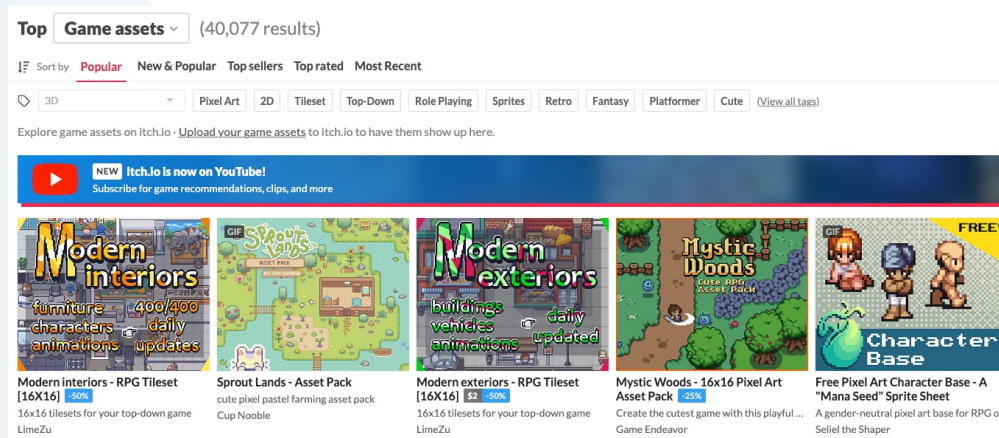 Top Game assets (40,077 results)
Sort by Popular New & Popular Top sellers Top rated Most Recent
3D Pixel Art 2D Tileset Top-Down Role Playing Sprites Retro Fantasy Platformer Cute (View all tags)
Explore game assets on itch.io · Upload your game assets to itch.io to have them show up here.
NEW itch.io is now on YouTube!
Subscribe for game recommendations, clips, and more
Modern
interiors
furniture
characters
animations
400/400
daily
updates
GIF
Sprout Lands
ASSET PACK
Modern
exteriors
buildings
vehicles
animations
daily
updated
Mystic
Woods
Cute RPG
Asset Pack
GIF
FREE
Character
Base
Modern interiors - RPG Tileset
[16X16] -50%
16x16 tilesets for your top-down game
LimeZu
Sprout Lands - Asset Pack
cute pixel pastel farming asset pack
Cup Nooble
Modern exteriors - RPG Tileset
[16X16] $2 -50%
16x16 tilesets for your top-down game
LimeZu
Mystic Woods - 16x16 Pixel Art
Asset Pack -25%
Create the cutest game with this playful ...
Game Endeavor
Free Pixel Art Character Base - A
"Mana Seed" Sprite Sheet
A gender-neutral pixel art base for RPG
Seliel the Shaper